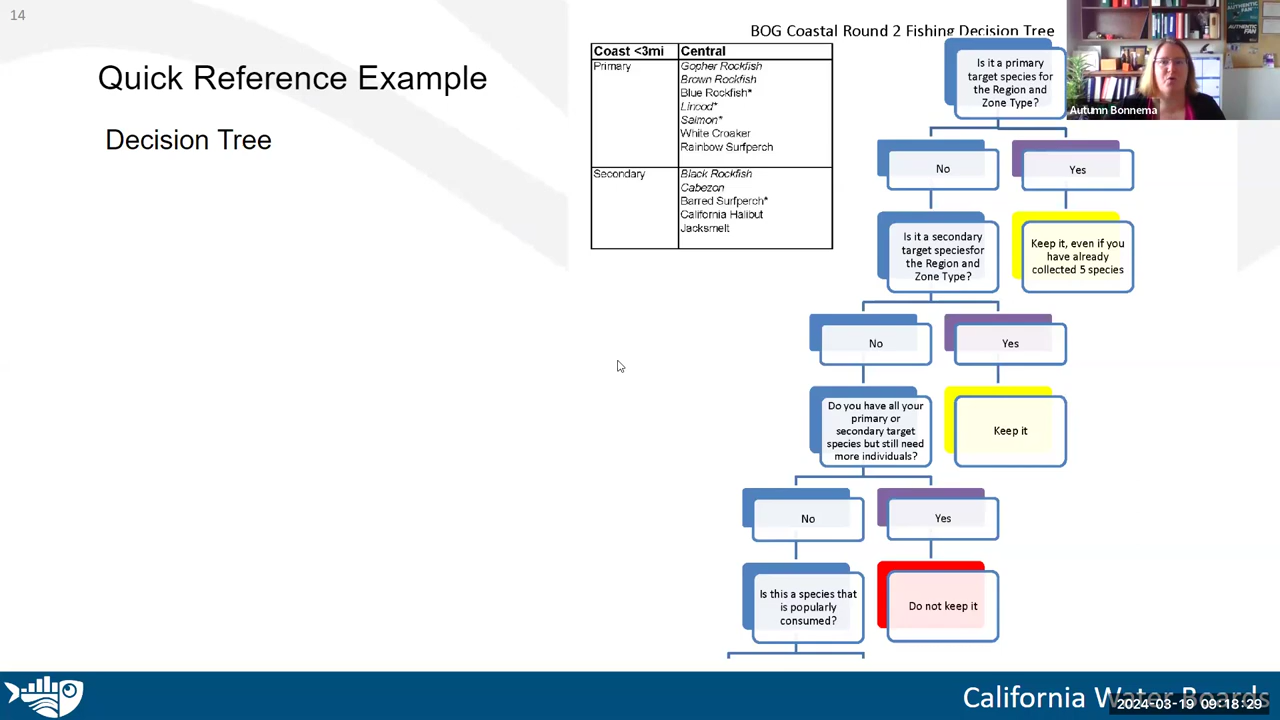 14
Quick Reference Example
Decision Tree
BOG Coastal Round 2 Fishing Decision Tree
Coast <3mi Central
Primary Gopher Rockfish
Brown Rockfish
Blue Rockfish*
Lingcod*
Salmon*
White Croaker
Rainbow Surfperch
Secondary Black Rockfish
Cabezon
Barred Surfperch*
California Halibut
Jacksmelt
Is it a primary
target species for
the Region and
Zone Type?
No
Yes
Is it a secondary
target speciesfor
the Region and
Zone Type?
Keep it, even if you
have already
collected 5 species
No
Yes
Do you have all your
primary or
secondary target
species but still need
more individuals?
Keep it
No
Yes
Is this a species that
is popularly
consumed?
Do not keep it
AUTHENTIC
FAN
AUTHENTIC
FAN
Autumn Bonnema
California Water Boards
2024-03-19 09:18:29